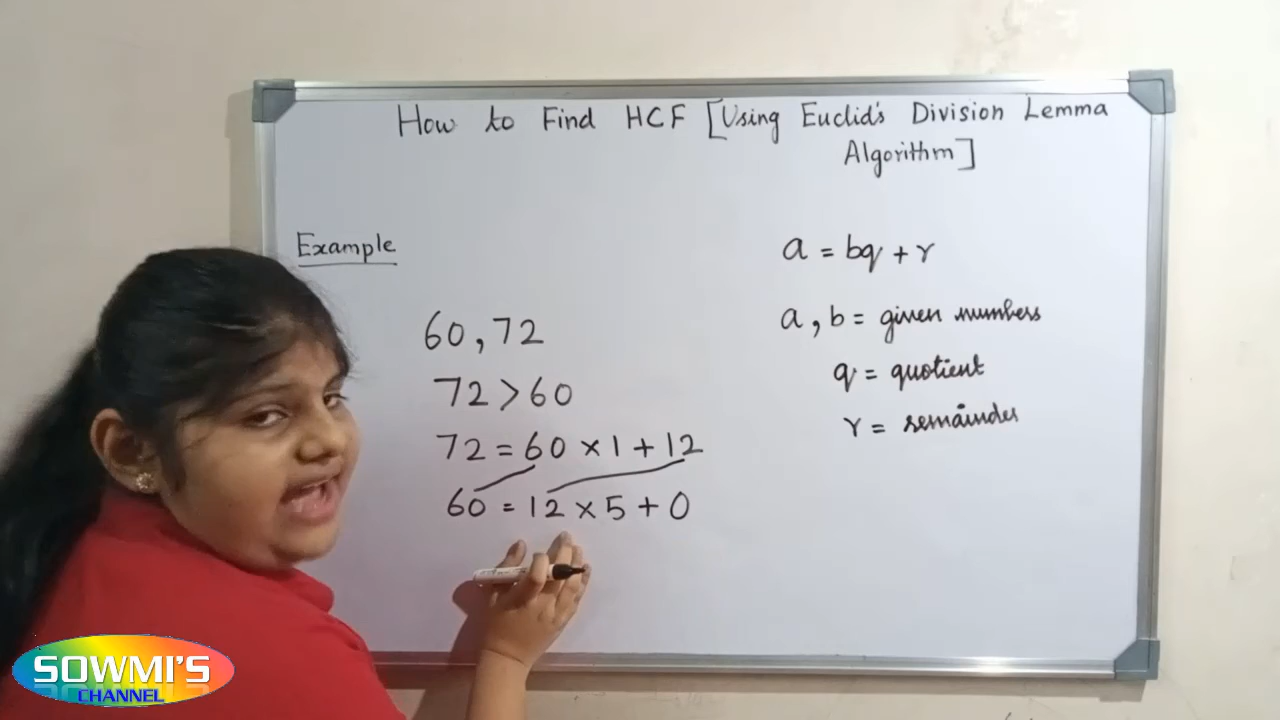 How to Find HCF [Using Euclid's Division Lemma
Algorithm]
Example
60, 72
72 > 60
72 = 60 × 1 + 12
60 = 12 × 5 + 0
a = bq + r
a, b = given numbers
q = quotient
r = remainder
SOWMI'S
CHANNEL